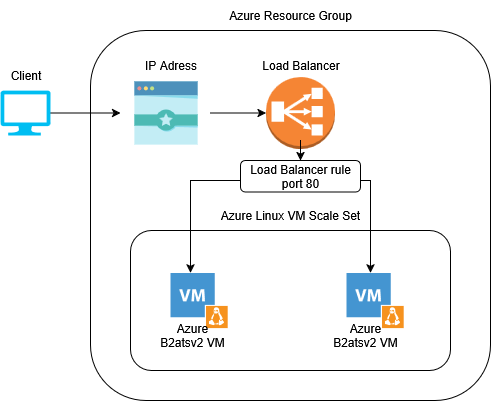 Azure Resource Group
Client
IP Adress
Load Balancer
Load Balancer rule
port 80
Azure Linux VM Scale Set
VM
Azure
B2atsv2 VM
VM
Azure
B2atsv2 VM